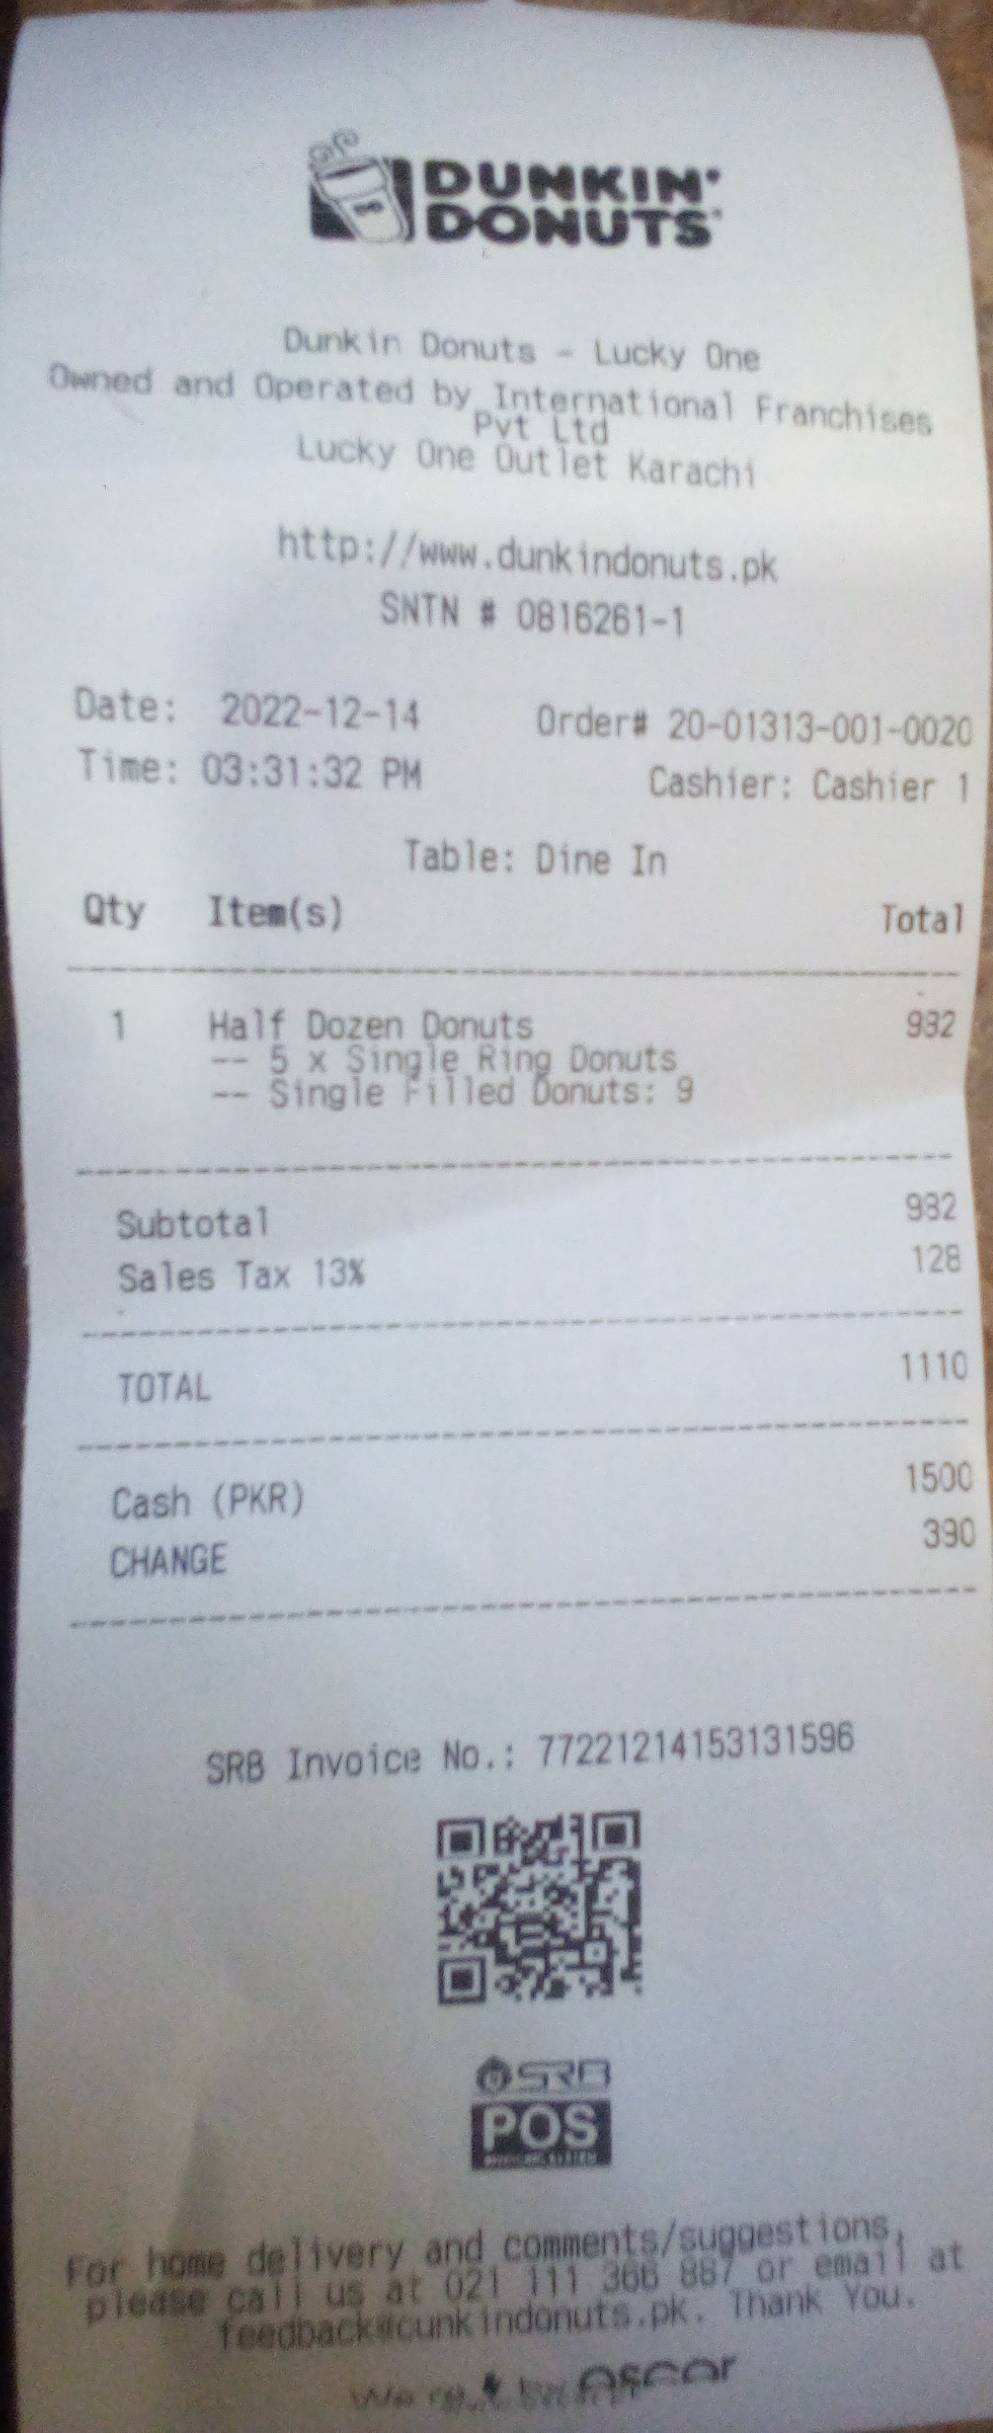 DUNKIN'
DONUTS
Dunkin Donuts - Lucky One
Owned and Operated by International Franchises
Pvt Ltd
Lucky One Outlet Karachi
http://www.dunkindonuts.pk
SNTN # 0816261-1
Date: 2022-12-14 Order# 20-01313-001-0020
Time: 03:31:32 PM Cashier: Cashier 1
Table: Dine In
Qty Item(s) Total
1 Half Dozen Donuts 982
-- 5 x Single Ring Donuts
-- Single Filled Donuts: 9
Subtotal 982
Sales Tax 13% 128
TOTAL 1110
Cash (PKR) 1500
CHANGE 390
SRB Invoice No.: 77221214153131596
SRB
POS
For home delivery and comments/suggestions,
please call us at 021 111 366 887 or email at
feedback@dunkindonuts.pk. Thank You.
by oscar